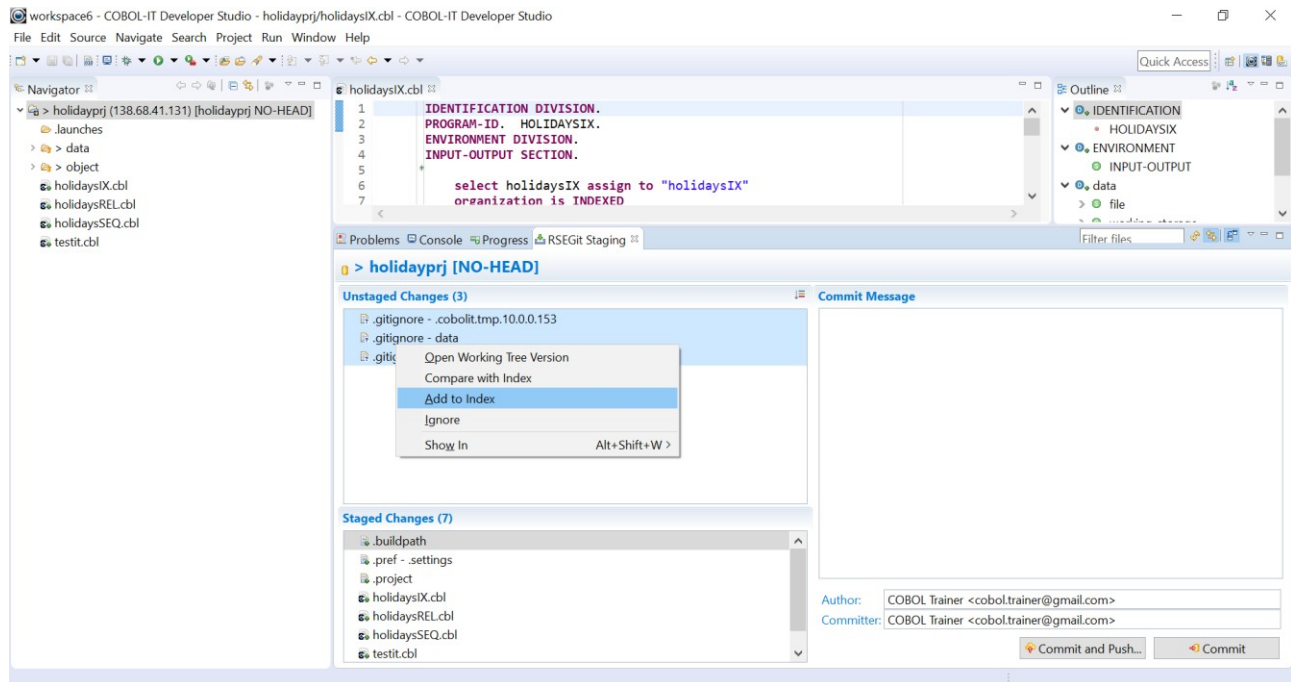 workspace6 - COBOL-IT Developer Studio - holidayprj/holidaysIX.cbl - COBOL-IT Developer Studio
File Edit Source Navigate Search Project Run Window Help
Quick Access
Navigator
> holidayprj (138.68.41.131) [holidayprj NO-HEAD]
.launches
> data
> object
holidaysIX.cbl
holidaysREL.cbl
holidaysSEQ.cbl
testit.cbl
holidaysIX.cbl
1 IDENTIFICATION DIVISION.
2 PROGRAM-ID. HOLIDAYSIX.
3 ENVIRONMENT DIVISION.
4 INPUT-OUTPUT SECTION.
5 *
6 select holidaysIX assign to "holidaysIX"
7 organization is INDEXED
Outline
IDENTIFICATION
HOLIDAYSIX
ENVIRONMENT
INPUT-OUTPUT
data
file
working-storage
Problems Console Progress RSEGit Staging
Filter files
> holidayprj [NO-HEAD]
Unstaged Changes (3)
.gitignore - .cobolit.tmp.10.0.0.153
.gitignore - data
Open Working Tree Version
Compare with Index
Add to Index
Ignore
Show In Alt+Shift+W >
Staged Changes (7)
.buildpath
.pref - .settings
.project
holidaysIX.cbl
holidaysREL.cbl
holidaysSEQ.cbl
testit.cbl
Commit Message
Author: COBOL Trainer <cobol.trainer@gmail.com>
Committer: COBOL Trainer <cobol.trainer@gmail.com>
Commit and Push... Commit